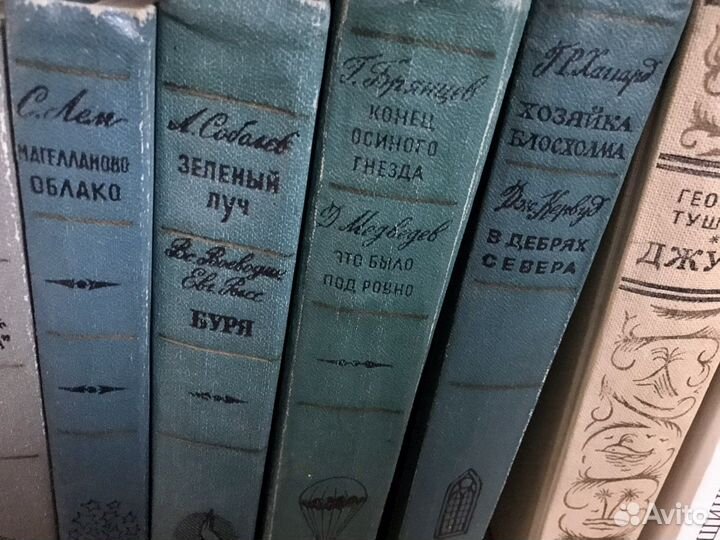 С. Лем
МАГЕЛЛАНОВО
ОБЛАКО
Л. Соболев
ЗЕЛЕНЫЙ
ЛУЧ
Вс. Воеводин
Евг. Рысс
БУРЯ
Г. Брянцев
КОНЕЦ
ОСИНОГО
ГНЕЗДА
Д. Медведев
ЭТО БЫЛО
ПОД РОВНО
Г.Р. Хаггард
ХОЗЯЙКА
БЛОСХОЛМА
Дж. Кервуд
В ДЕБРЯХ
СЕВЕРА
ГЕО
ТУШ
ДЖУ
Avito